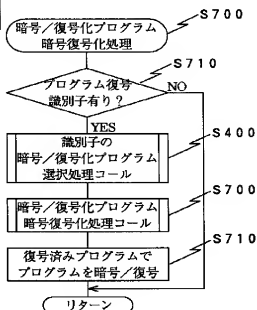 S700
暗号／復号化プログラム
暗号復号化処理
S710
プログラム復号
識別子有り？
NO
YES
S400
識別子の
暗号／復号化プログラム
選択処理コール
S700
暗号／復号化プログラム
暗号復号化処理コール
S710
復号済みプログラムで
プログラムを暗号／復号
リターン